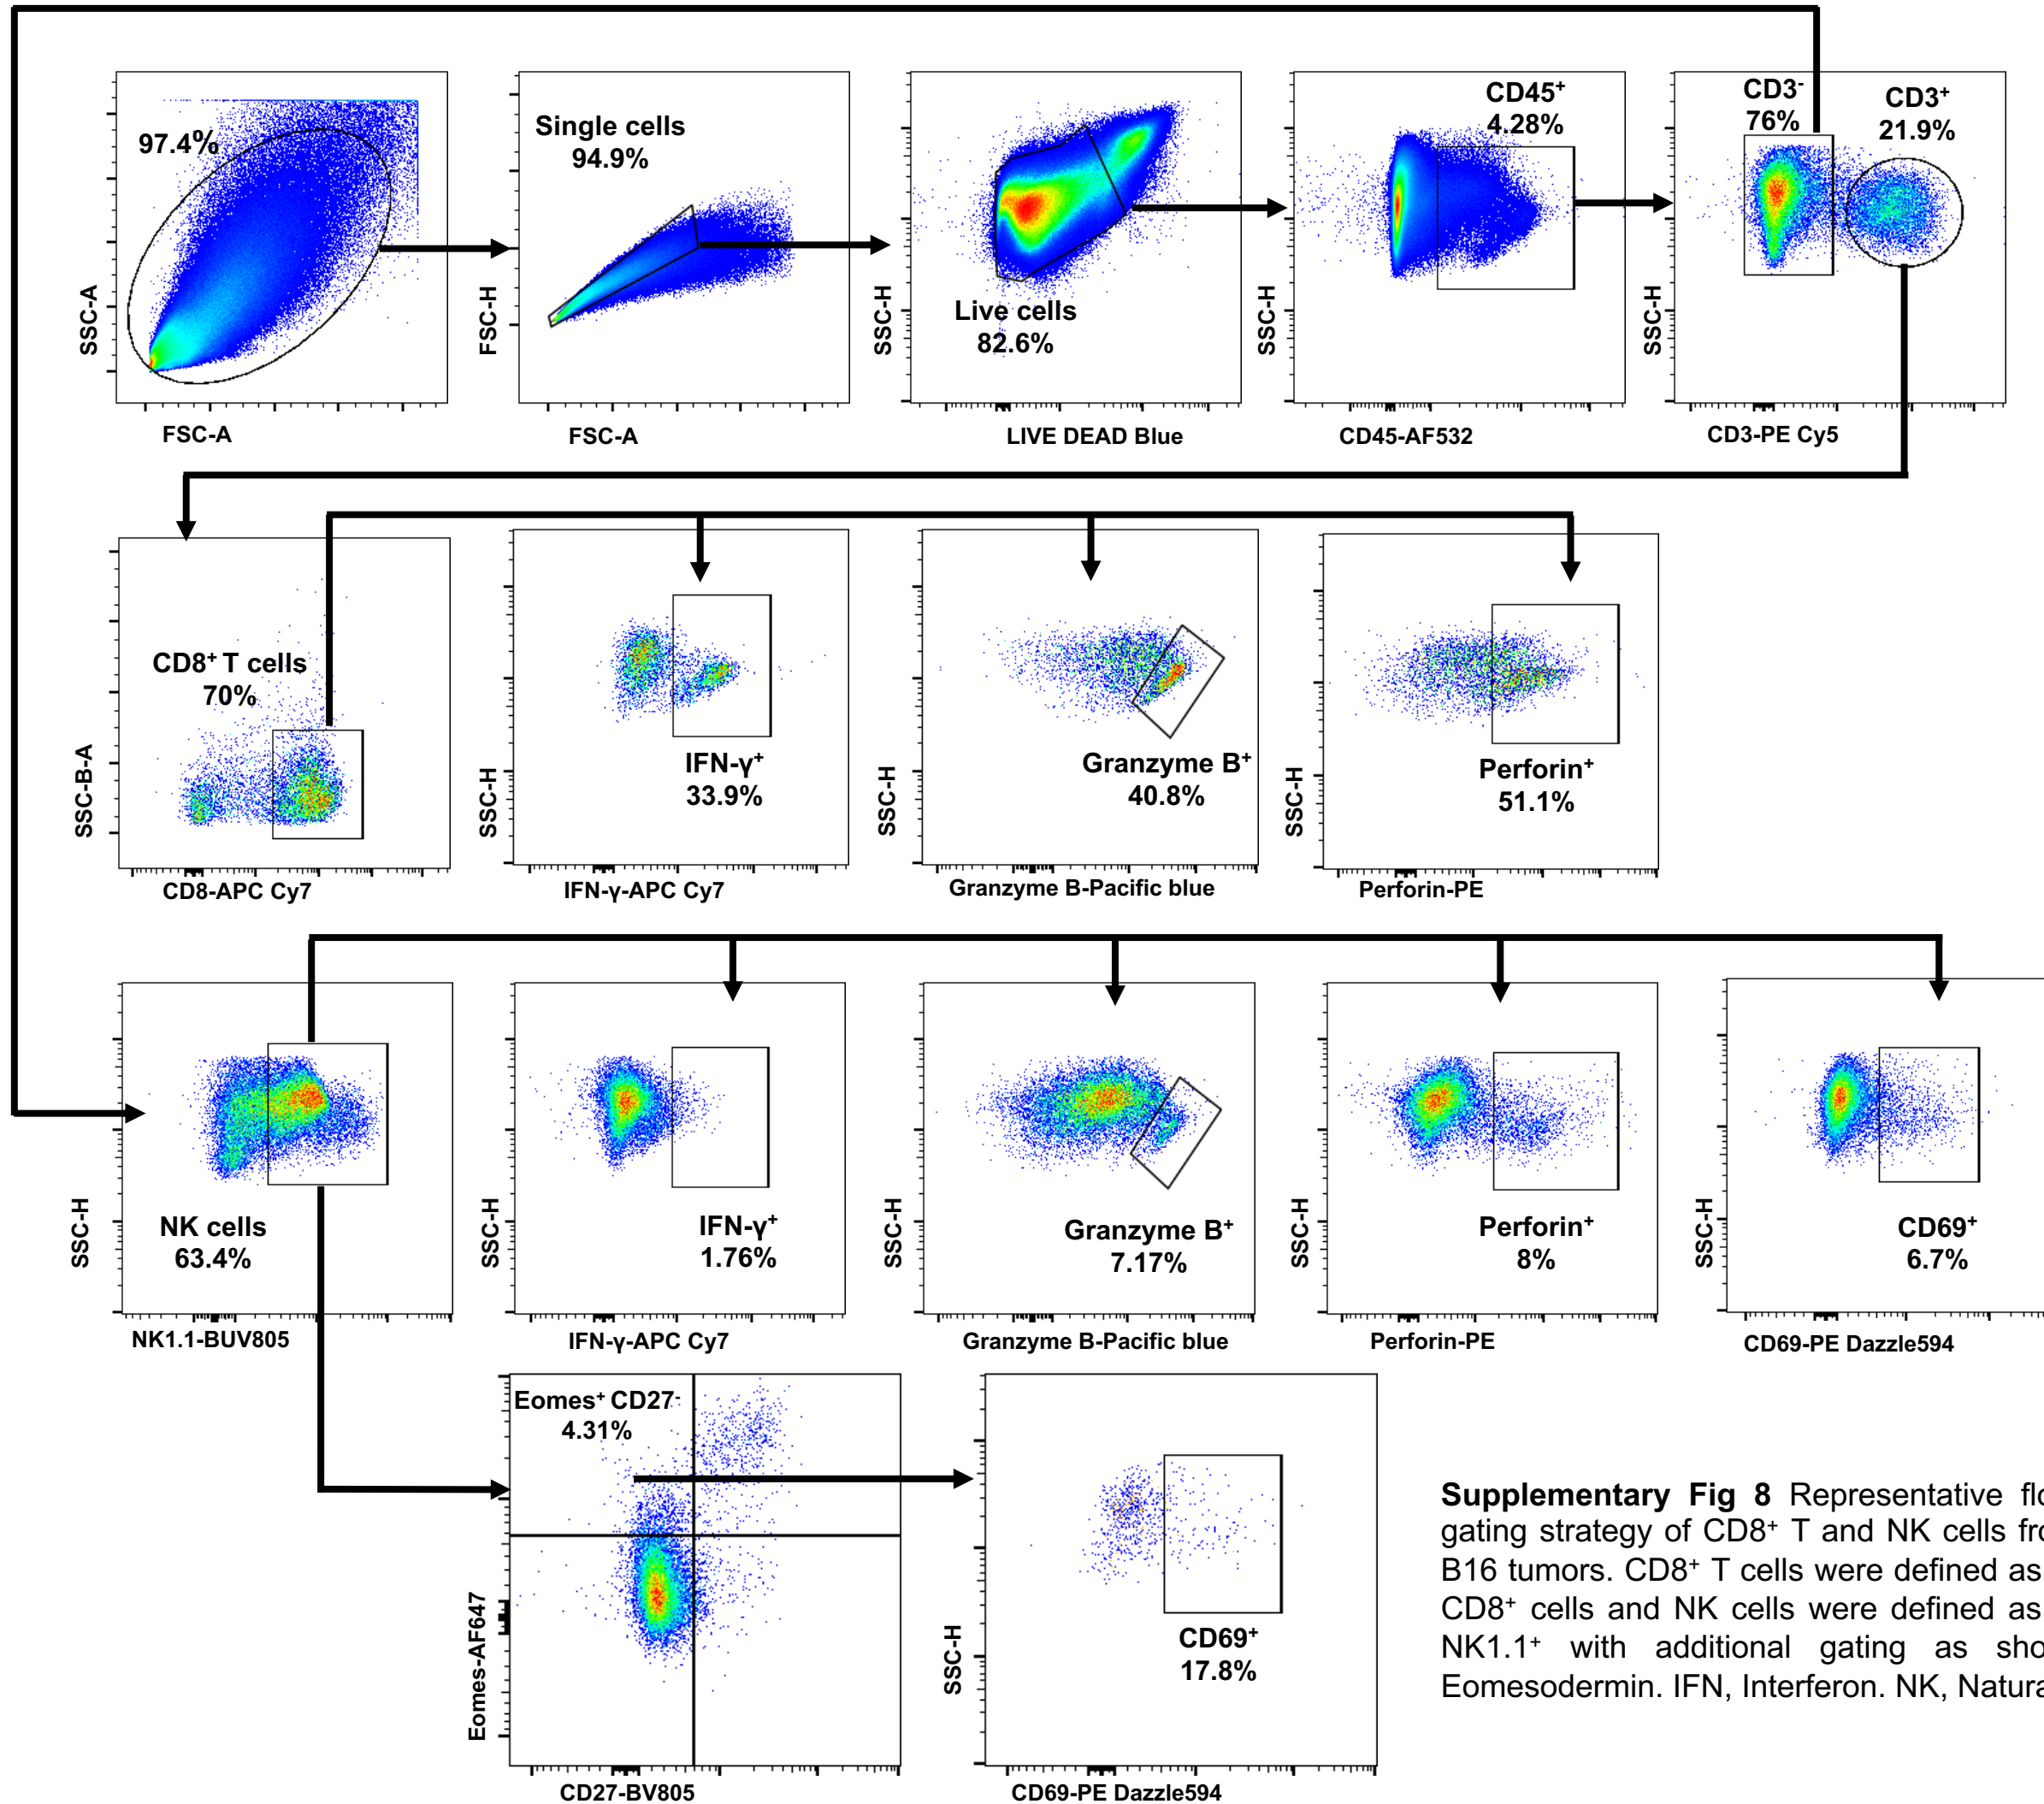 97.4%
SSC-A
FSC-A
Single cells
94.9%
FSC-H
FSC-A
Live cells
82.6%
SSC-H
LIVE DEAD Blue
CD45⁺
4.28%
SSC-H
CD45-AF532
CD3⁻
76%
CD3⁺
21.9%
SSC-H
CD3-PE Cy5
CD8⁺ T cells
70%
SSC-B-A
CD8-APC Cy7
IFN-γ⁺
33.9%
SSC-H
IFN-γ-APC Cy7
Granzyme B⁺
40.8%
SSC-H
Granzyme B-Pacific blue
Perforin⁺
51.1%
SSC-H
Perforin-PE
NK cells
63.4%
SSC-H
NK1.1-BUV805
IFN-γ⁺
1.76%
SSC-H
IFN-γ-APC Cy7
Granzyme B⁺
7.17%
SSC-H
Granzyme B-Pacific blue
Perforin⁺
8%
SSC-H
Perforin-PE
CD69⁺
6.7%
SSC-H
CD69-PE Dazzle594
Eomes⁺ CD27⁻
4.31%
Eomes-AF647
CD27-BV805
CD69⁺
17.8%
SSC-H
CD69-PE Dazzle594
Supplementary Fig 8 Representative flo
gating strategy of CD8⁺ T and NK cells fro
B16 tumors. CD8⁺ T cells were defined as
CD8⁺ cells and NK cells were defined as
NK1.1⁺ with additional gating as sho
Eomesodermin. IFN, Interferon. NK, Natura